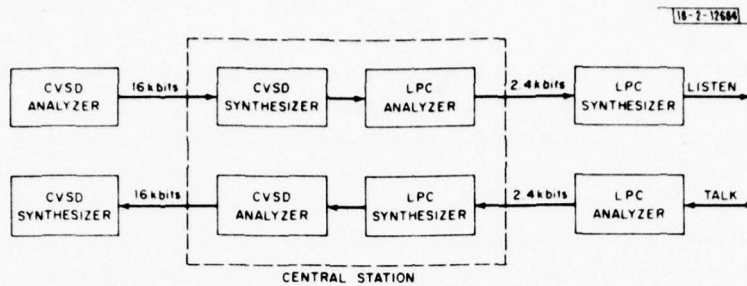 18-2-12684
CVSD
ANALYZER
16 kbits
CVSD
SYNTHESIZER
LPC
ANALYZER
2.4 kbits
LPC
SYNTHESIZER
LISTEN
CVSD
SYNTHESIZER
16 kbits
CVSD
ANALYZER
LPC
SYNTHESIZER
2.4 kbits
LPC
ANALYZER
TALK
CENTRAL STATION